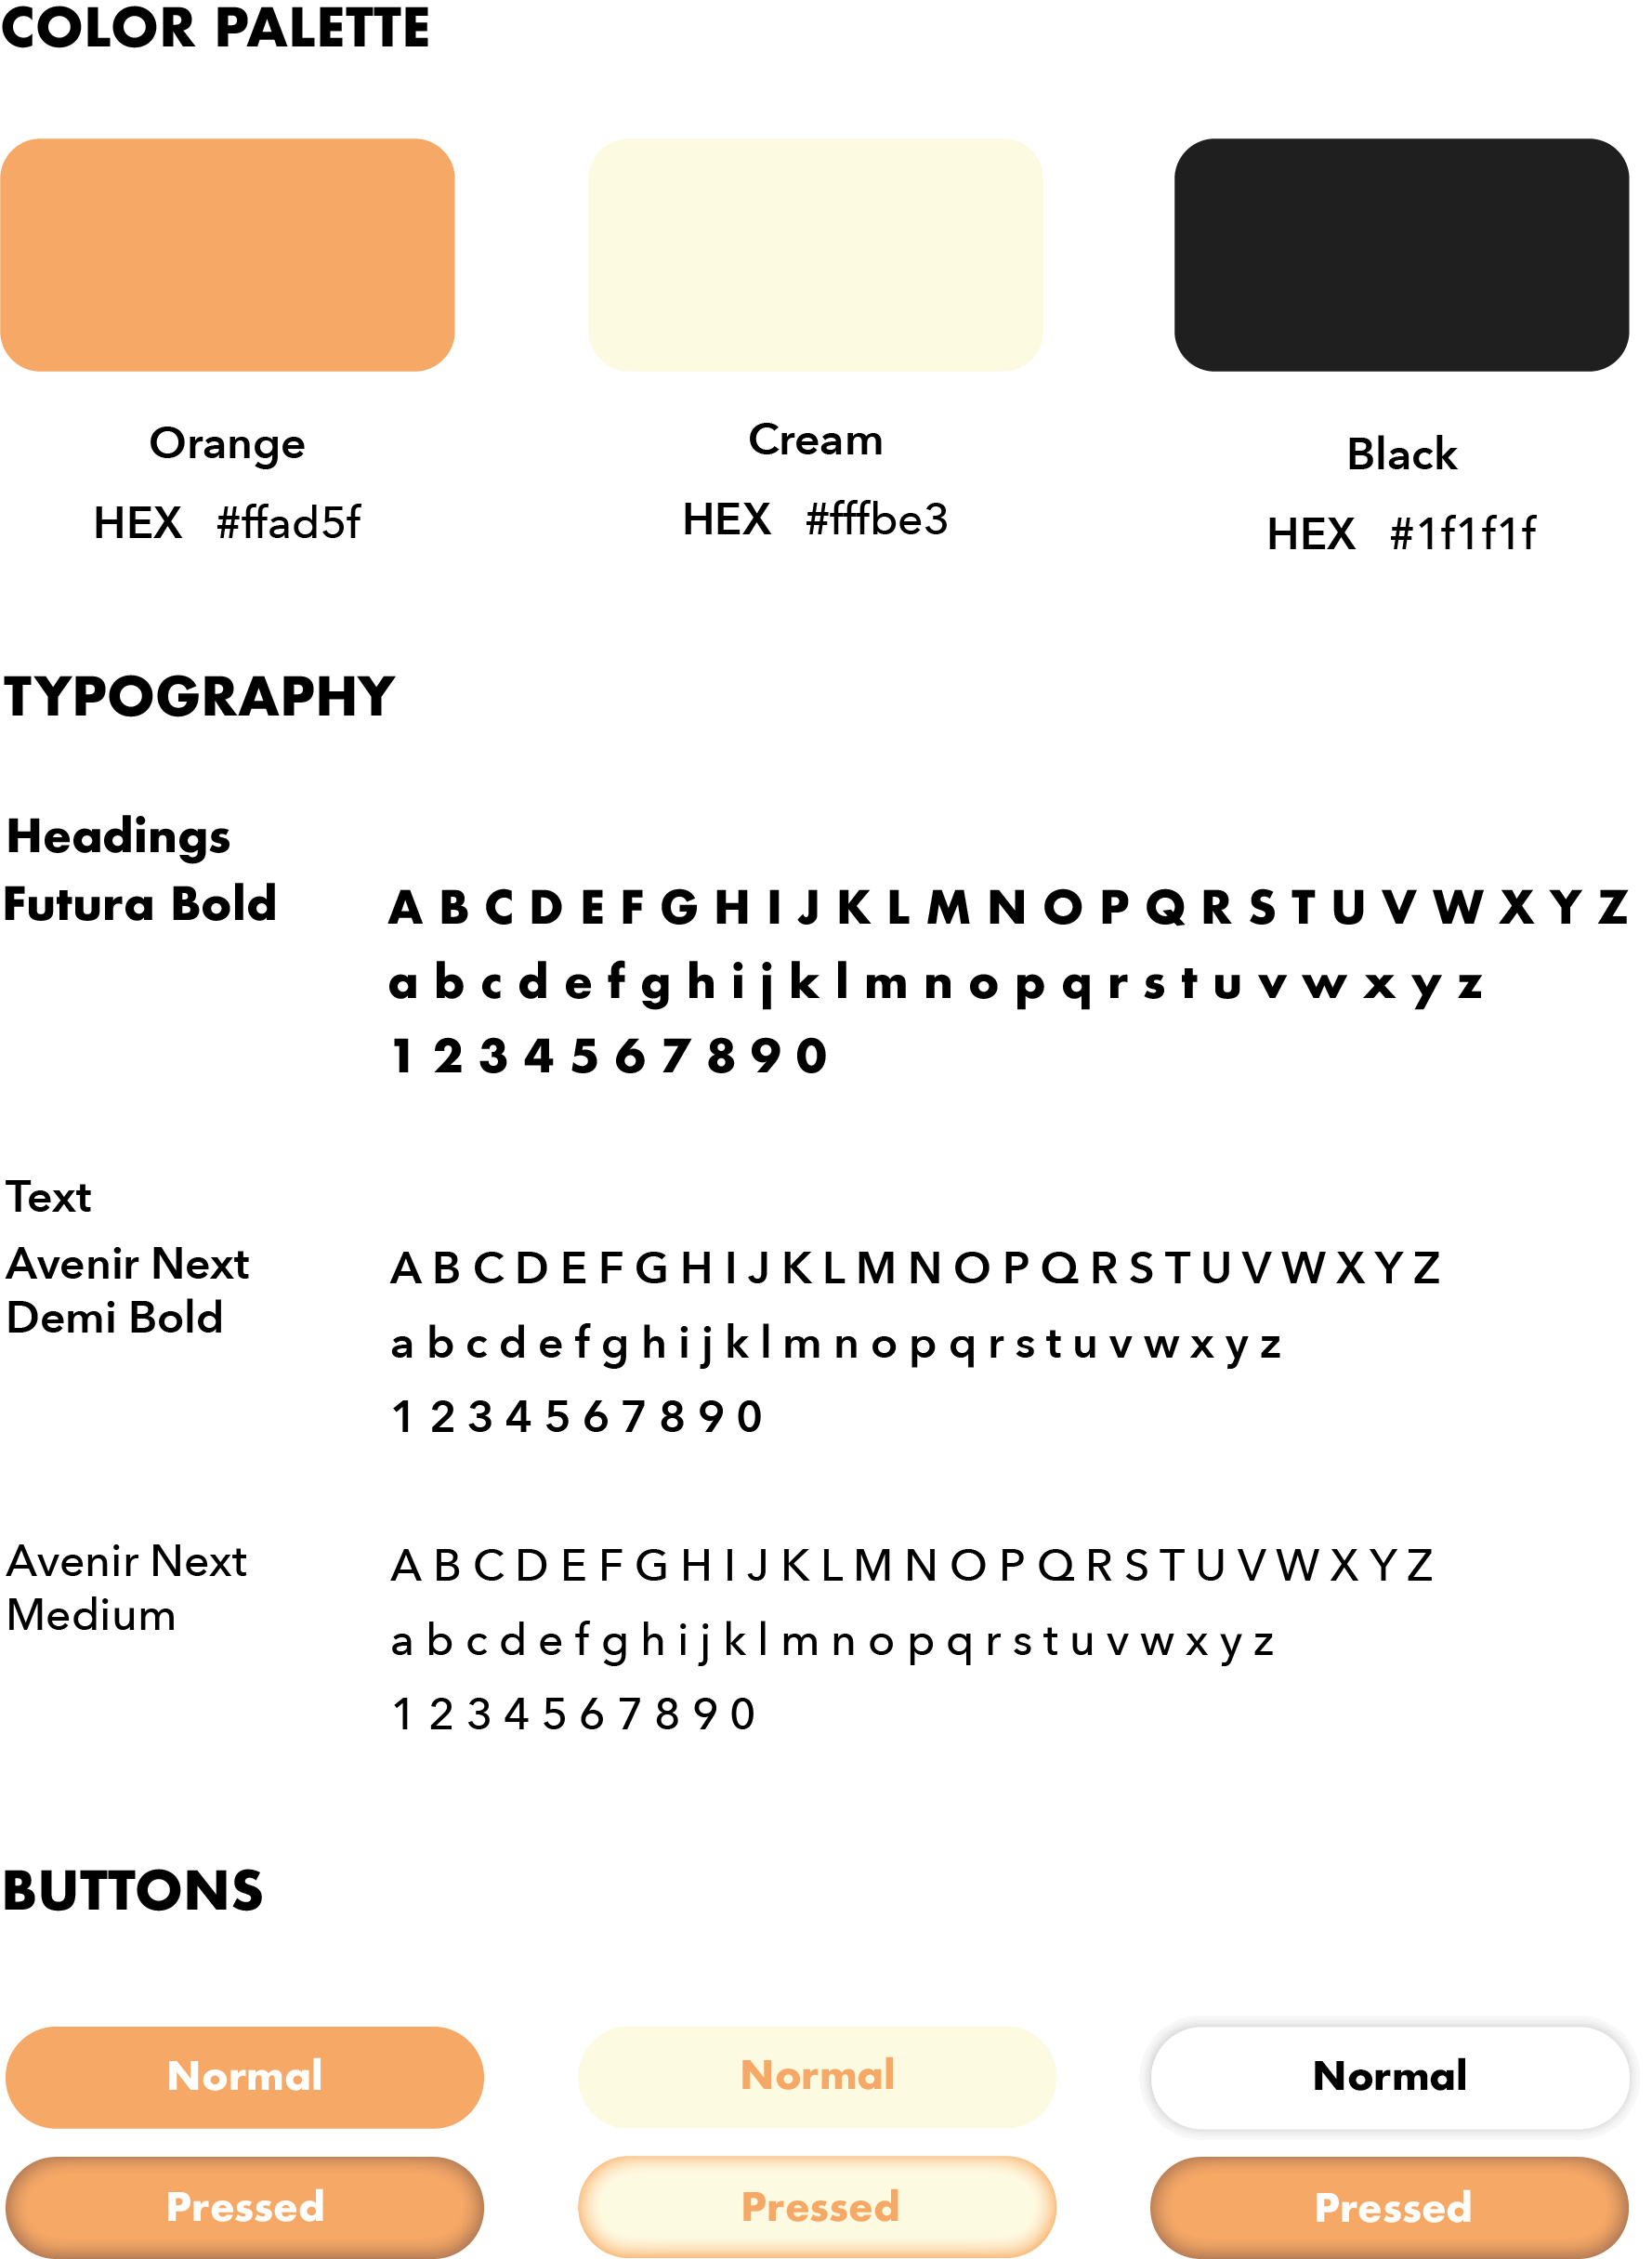 COLOR PALETTE
Orange
HEX #ffad5f
Cream
HEX #fffbe3
Black
HEX #1f1f1f
TYPOGRAPHY
Headings
Futura Bold
A B C D E F G H I J K L M N O P Q R S T U V W X Y Z
a b c d e f g h i j k l m n o p q r s t u v w x y z
1 2 3 4 5 6 7 8 9 0
Text
Avenir Next
Demi Bold
A B C D E F G H I J K L M N O P Q R S T U V W X Y Z
a b c d e f g h i j k l m n o p q r s t u v w x y z
1 2 3 4 5 6 7 8 9 0
Avenir Next
Medium
A B C D E F G H I J K L M N O P Q R S T U V W X Y Z
a b c d e f g h i j k l m n o p q r s t u v w x y z
1 2 3 4 5 6 7 8 9 0
BUTTONS
Normal
Normal
Normal
Pressed
Pressed
Pressed